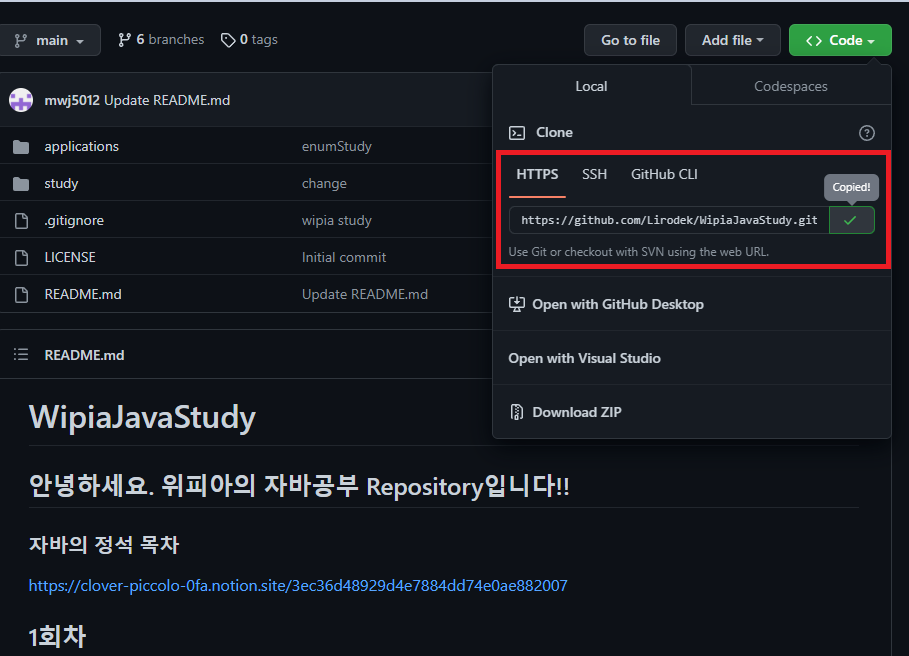 main 6 branches 0 tags Go to file Add file Code
mwj5012 Update README.md
applications enumStudy
study change
.gitignore wipia study
LICENSE Initial commit
README.md Update README.md
Local Codespaces
Clone
HTTPS SSH GitHub CLI
Copied!
https://github.com/Lirodek/WipiaJavaStudy.git
Use Git or checkout with SVN using the web URL.
Open with GitHub Desktop
Open with Visual Studio
Download ZIP
README.md
WipiaJavaStudy
안녕하세요. 위피아의 자바공부 Repository입니다!!
자바의 정석 목차
https://clover-piccolo-0fa.notion.site/3ec36d48929d4e7884dd74e0ae882007
1회차